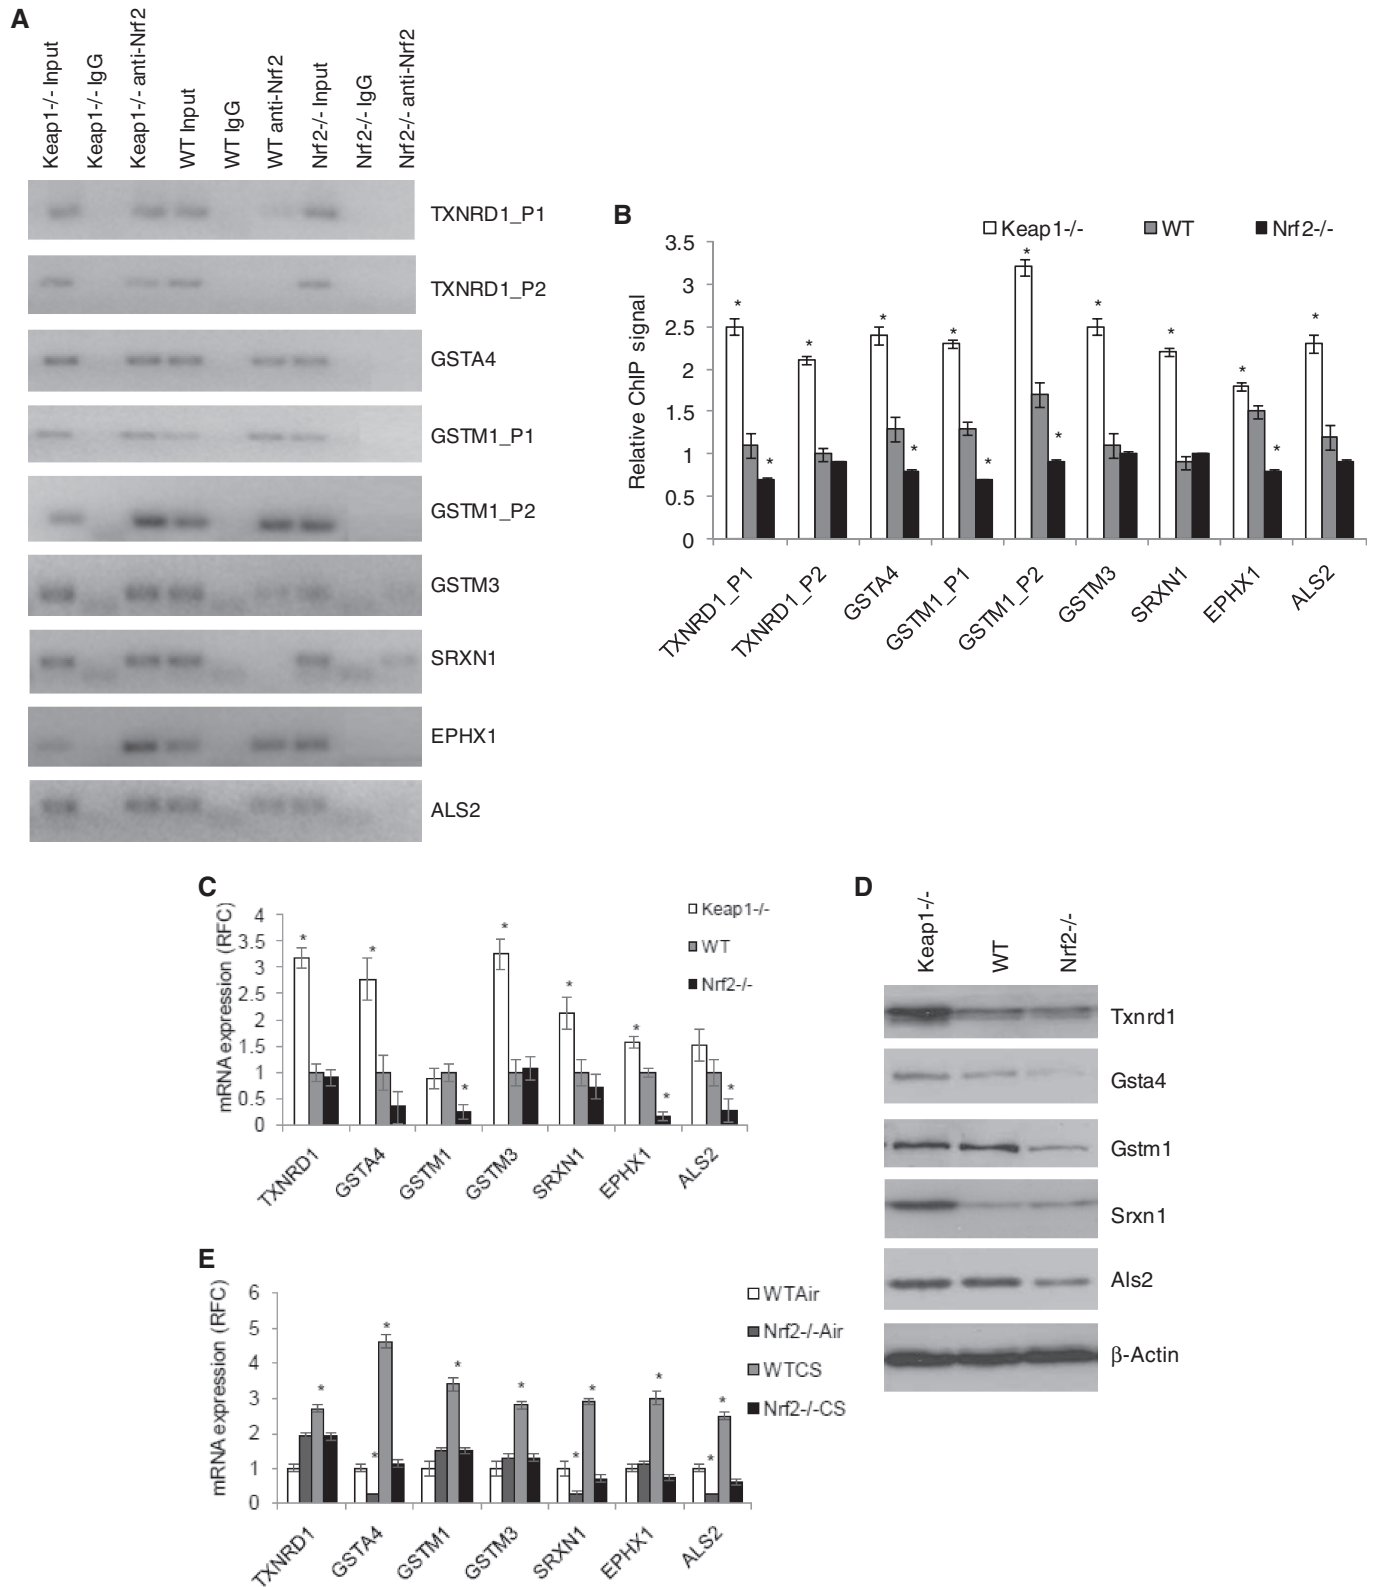 A
Keap1-/- Input
Keap1-/- IgG
Keap1-/- anti-Nrf2
WT Input
WT IgG
WT anti-Nrf2
Nrf2-/- Input
Nrf2-/- IgG
Nrf2-/- anti-Nrf2
TXNRD1_P1
TXNRD1_P2
GSTA4
GSTM1_P1
GSTM1_P2
GSTM3
SRXN1
EPHX1
ALS2
B
Keap1-/- WT Nrf2-/-
Relative ChIP signal
3.5
3
2.5
2
1.5
1
0.5
0
* * * * * * * * *
* * * * *
TXNRD1_P1
TXNRD1_P2
GSTA4
GSTM1_P1
GSTM1_P2
GSTM3
SRXN1
EPHX1
ALS2
C
mRNA expression (RFC)
4
3.5
3
2.5
2
1.5
1
0.5
0
* * * * *
* * *
Keap1-/-
WT
Nrf2-/-
TXNRD1
GSTA4
GSTM1
GSTM3
SRXN1
EPHX1
ALS2
D
Keap1-/-
WT
Nrf2-/-
Txnrd1
Gsta4
Gstm1
Srxn1
Als2
β-Actin
E
mRNA expression (RFC)
6
5
4
3
2
1
0
* * * * * * *
* * *
WTAir
Nrf2-/-Air
WTCS
Nrf2-/-CS
TXNRD1
GSTA4
GSTM1
GSTM3
SRXN1
EPHX1
ALS2